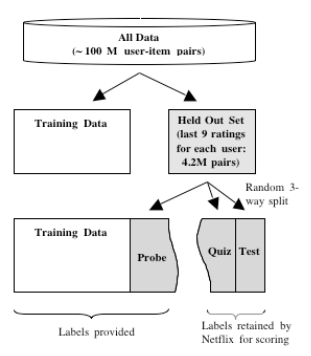 All Data
(~ 100 M user-item pairs)
Training Data
Held Out Set
(last 9 ratings
for each user:
4.2M pairs)
Random 3-
way split
Training Data
Probe
Quiz
Test
Labels provided
Labels retained by
Netflix for scoring